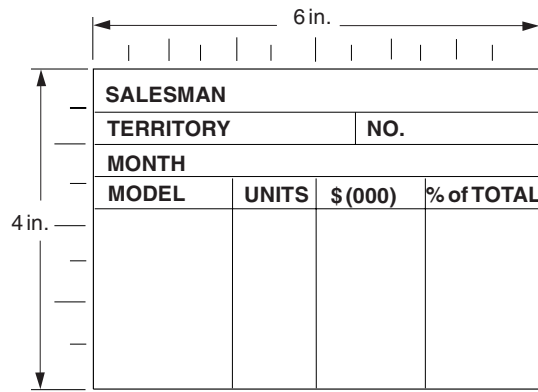 6 in.
SALESMAN
TERRITORY NO.
MONTH
MODEL UNITS $ (000) % of TOTAL
4 in.